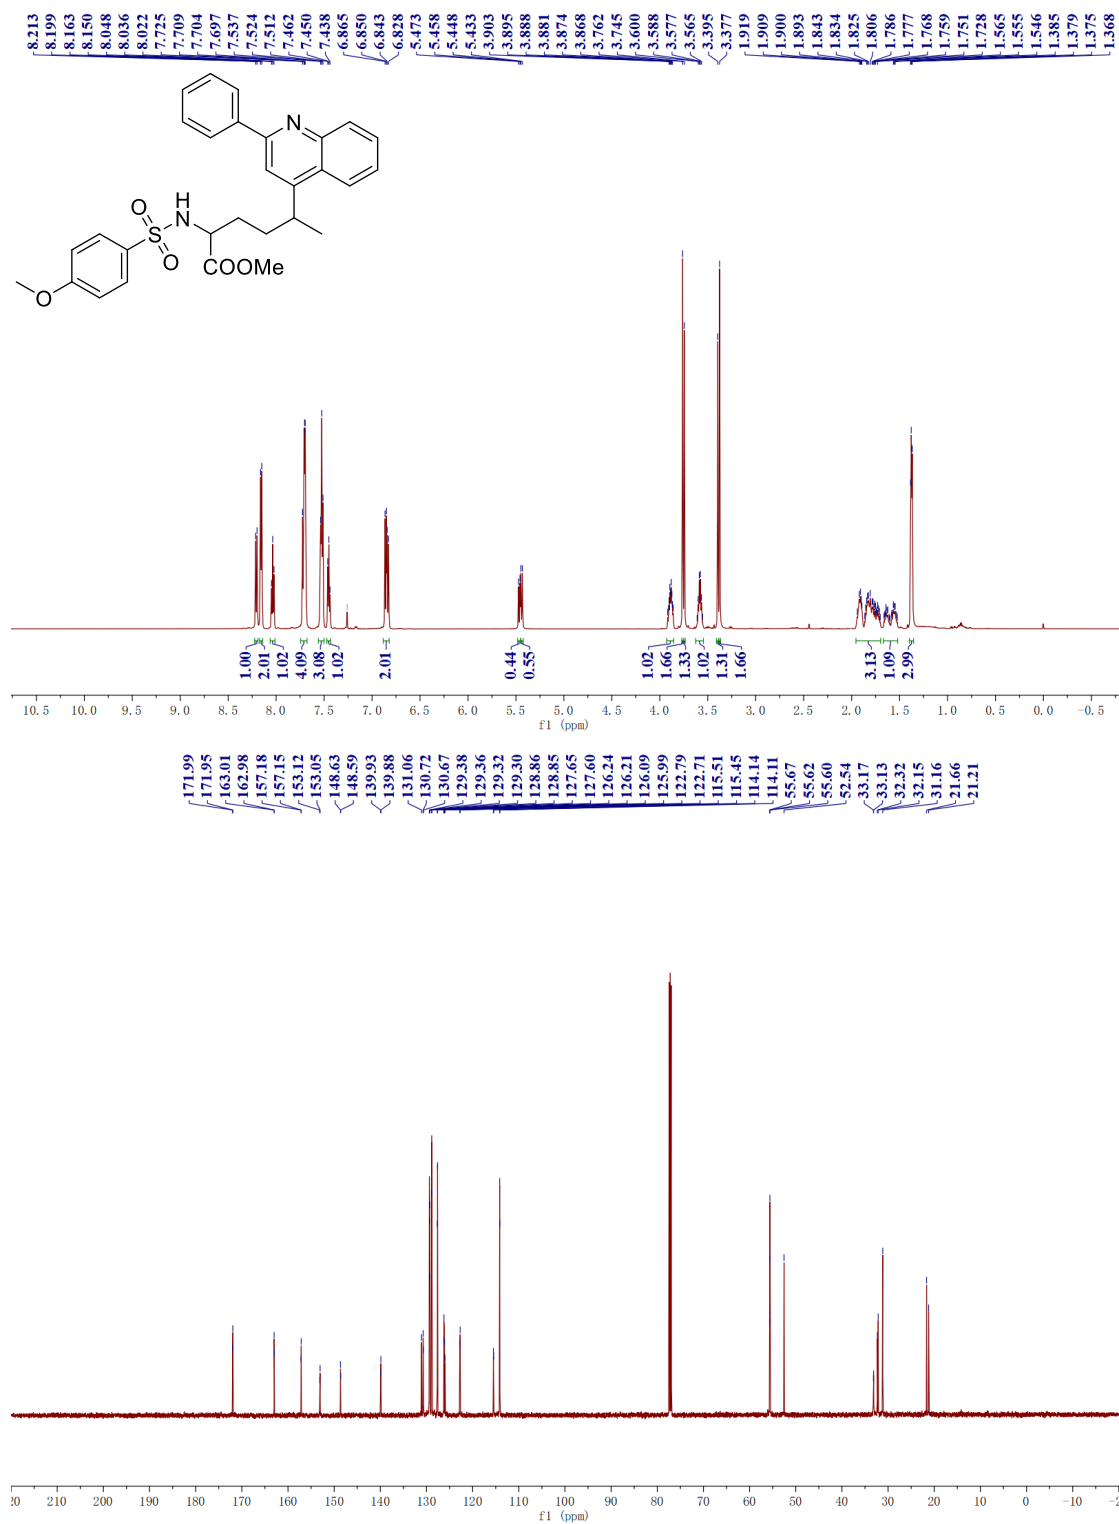 8.213 8.199 8.163 8.150 8.048 8.036 8.022 7.725 7.709 7.704 7.697 7.537 7.524 7.512 7.462 7.450 7.438 6.865 6.850 6.843 6.828 5.473 5.458 5.448 5.433 3.903 3.895 3.888 3.881 3.874 3.868 3.762 3.745 3.600 3.588 3.577 3.565 3.395 3.377 1.919 1.909 1.900 1.893 1.843 1.834 1.825 1.806 1.786 1.777 1.768 1.759 1.751 1.728 1.565 1.555 1.546 1.385 1.379 1.375 1.368
N
H
N
O
S
O
COOMe
O
1.00 2.01 1.02 4.09 3.08 1.02 2.01 0.44 0.55 1.02 1.66 1.33 1.02 1.31 1.66 3.13 1.09 2.99
10.5 10.0 9.5 9.0 8.5 8.0 7.5 7.0 6.5 6.0 5.5 5.0 4.5 4.0 3.5 3.0 2.5 2.0 1.5 1.0 0.5 0.0 -0.5
f1 (ppm)
171.99 171.95 163.01 162.98 157.18 157.15 153.12 153.05 148.63 148.59 139.93 139.88 131.06 130.72 130.67 129.38 129.36 129.32 129.30 128.86 128.85 127.65 127.60 126.24 126.21 126.09 125.99 122.79 122.71 115.51 115.45 114.14 114.11 55.67 55.62 55.60 52.54 33.17 33.13 32.32 32.15 31.16 21.66 21.21
20 210 200 190 180 170 160 150 140 130 120 110 100 90 80 70 60 50 40 30 20 10 0 -10 -2
f1 (ppm)